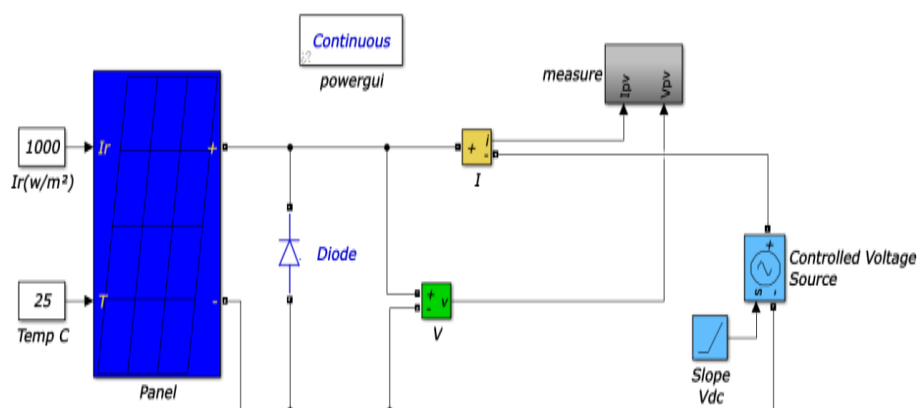 Continuous
powergui
measure
Ipv
Vpv
1000
Ir
+
Ir(w/m²)
+
i
-
I
Diode
+
Controlled Voltage
Source
s
-
25
T
-
Temp C
+
-
v
V
Slope
Vdc
Panel